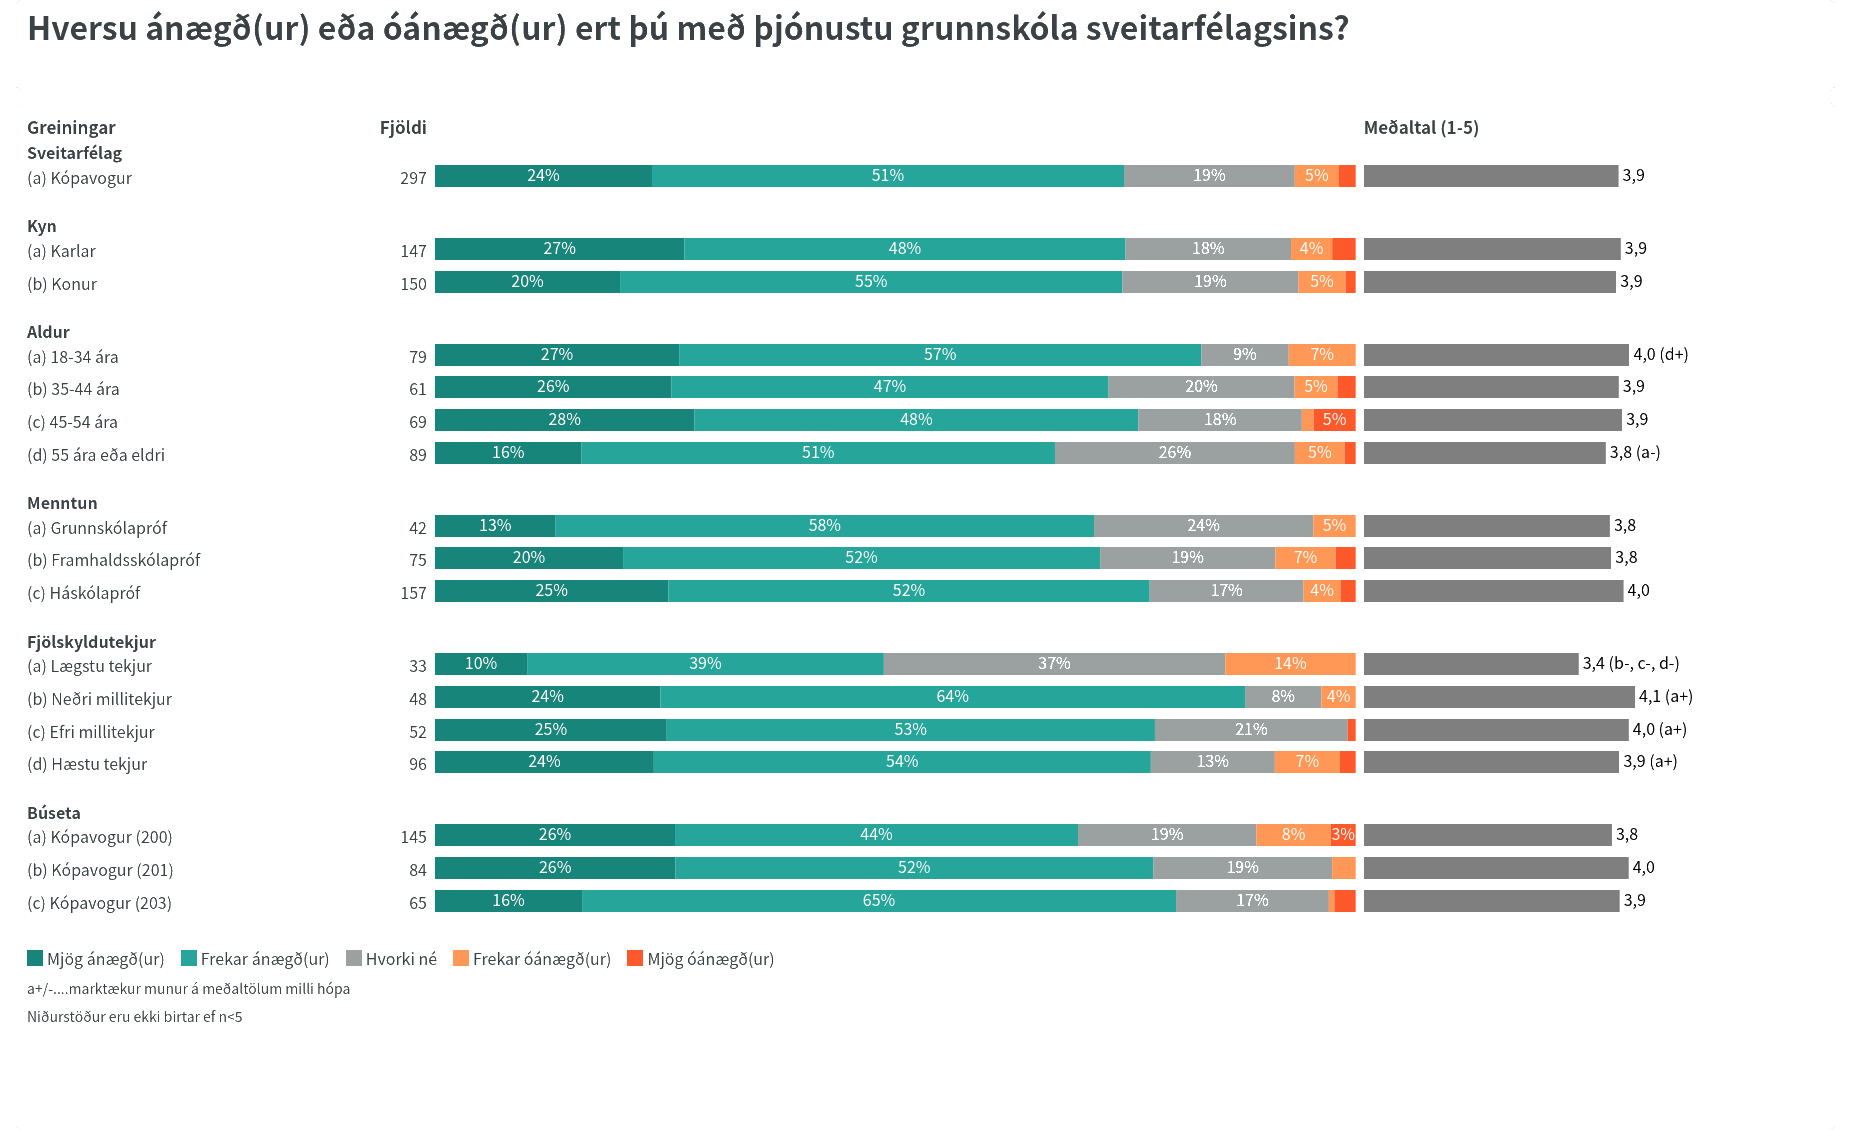 Hversu ánægð(ur) eða óánægð(ur) ert þú með þjónustu grunnskóla sveitarfélagsins?
Greiningar Fjöldi Meðaltal (1-5)
Sveitarfélag
(a) Kópavogur 297 24% 51% 19% 5% 3,9
Kyn
(a) Karlar 147 27% 48% 18% 4% 3,9
(b) Konur 150 20% 55% 19% 5% 3,9
Aldur
(a) 18-34 ára 79 27% 57% 9% 7% 4,0 (d+)
(b) 35-44 ára 61 26% 47% 20% 5% 3,9
(c) 45-54 ára 69 28% 48% 18% 5% 3,9
(d) 55 ára eða eldri 89 16% 51% 26% 5% 3,8 (a-)
Menntun
(a) Grunnskólapróf 42 13% 58% 24% 5% 3,8
(b) Framhaldsskólapróf 75 20% 52% 19% 7% 3,8
(c) Háskólapróf 157 25% 52% 17% 4% 4,0
Fjölskyldutekjur
(a) Lægstu tekjur 33 10% 39% 37% 14% 3,4 (b-, c-, d-)
(b) Neðri millitekjur 48 24% 64% 8% 4% 4,1 (a+)
(c) Efri millitekjur 52 25% 53% 21% 4,0 (a+)
(d) Hæstu tekjur 96 24% 54% 13% 7% 3,9 (a+)
Búseta
(a) Kópavogur (200) 145 26% 44% 19% 8% 3% 3,8
(b) Kópavogur (201) 84 26% 52% 19% 4,0
(c) Kópavogur (203) 65 16% 65% 17% 3,9
Mjög ánægð(ur) Frekar ánægð(ur) Hvorki né Frekar óánægð(ur) Mjög óánægð(ur)
a+/-....marktækur munur á meðaltölum milli hópa
Niðurstöður eru ekki birtar ef n<5